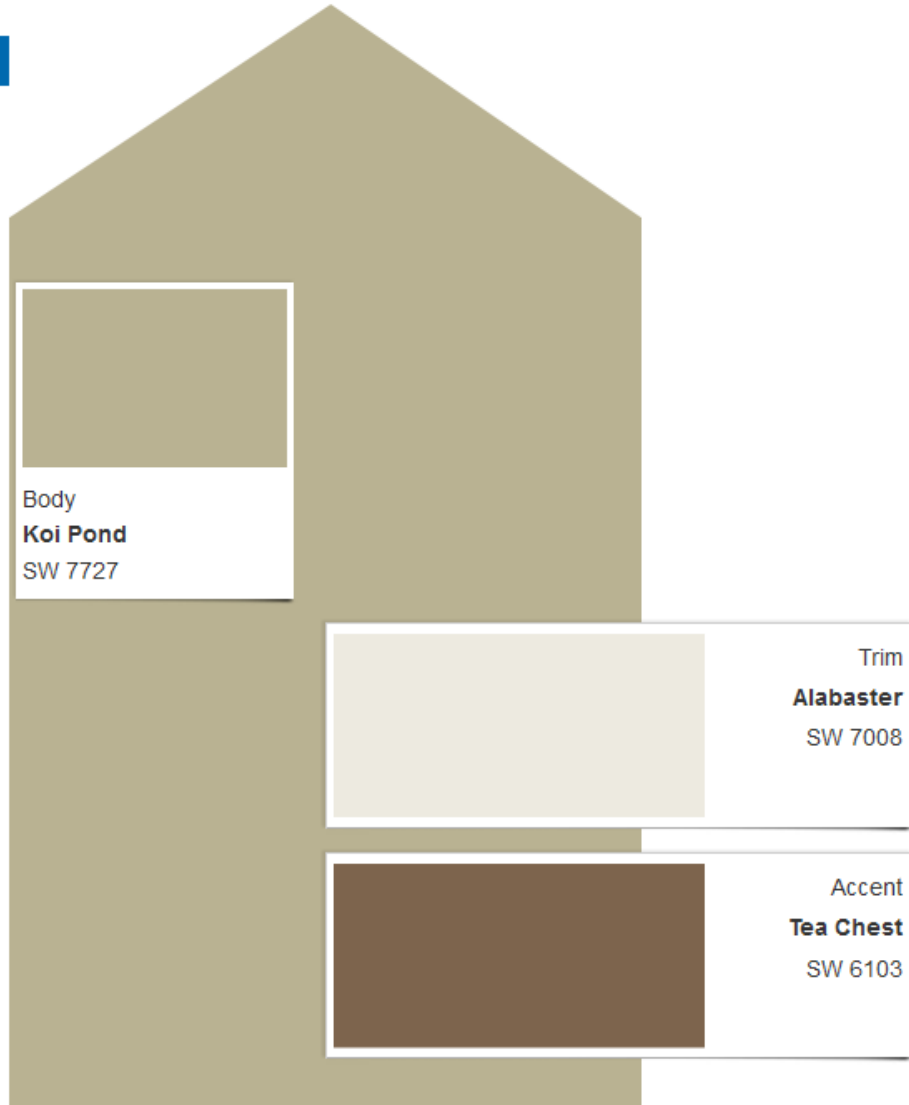 Body
Koi Pond
SW 7727
Trim
Alabaster
SW 7008
Accent
Tea Chest
SW 6103